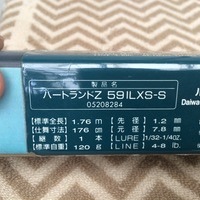 製品名
ハートランドZ 591LXS-S
05208284
Daiwa
標準全長 1.76 m 先径 1.2 mm
仕舞寸法 176 cm 元径 7.8 mm
継数 1 本 LURE 1/32-1/4OZ.
標準自重 120 g LINE 4-8 lb.